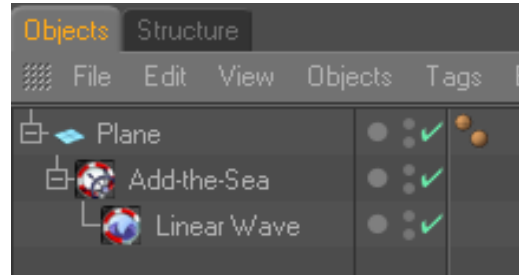 Objects Structure
File Edit View Objects Tags
Plane
Add-the-Sea
Linear Wave